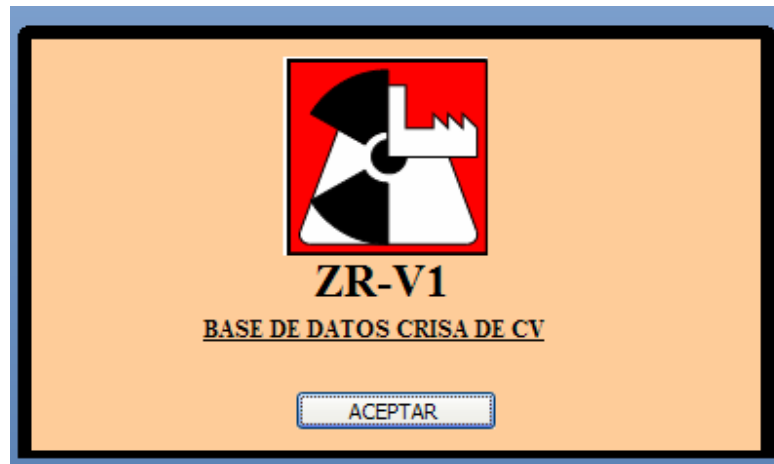 ZR-V1
BASE DE DATOS CRISA DE CV
ACEPTAR